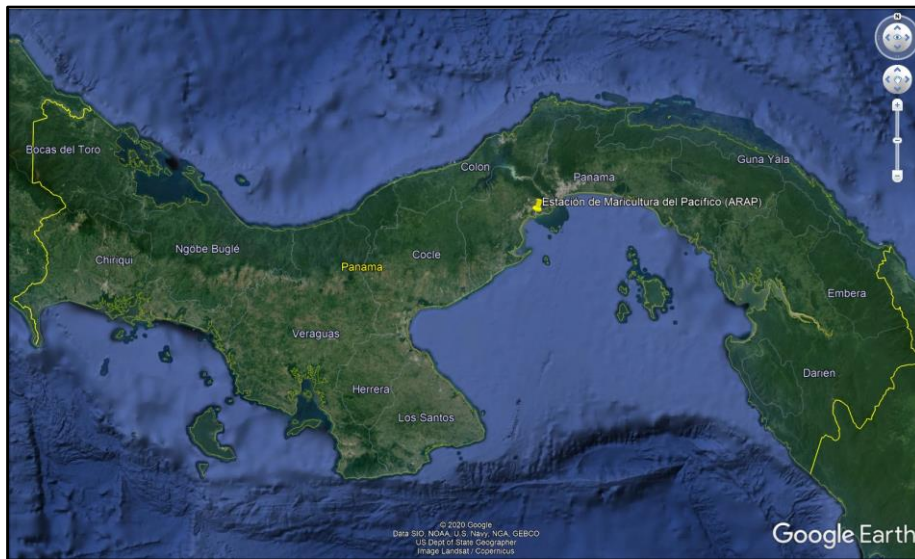 N
Bocas del Toro
Colon
Guna Yala
Panama
Estación de Maricultura del Pacífico (ARAP)
Ngöbe Buglé
Cocle
Chiriqui
Panama
Embera
Veraguas
Darien
Herrera
Los Santos
© 2020 Google
Data SIO, NOAA, U.S. Navy, NGA, GEBCO
US Dept of State Geographer
Image Landsat / Copernicus
Google Earth